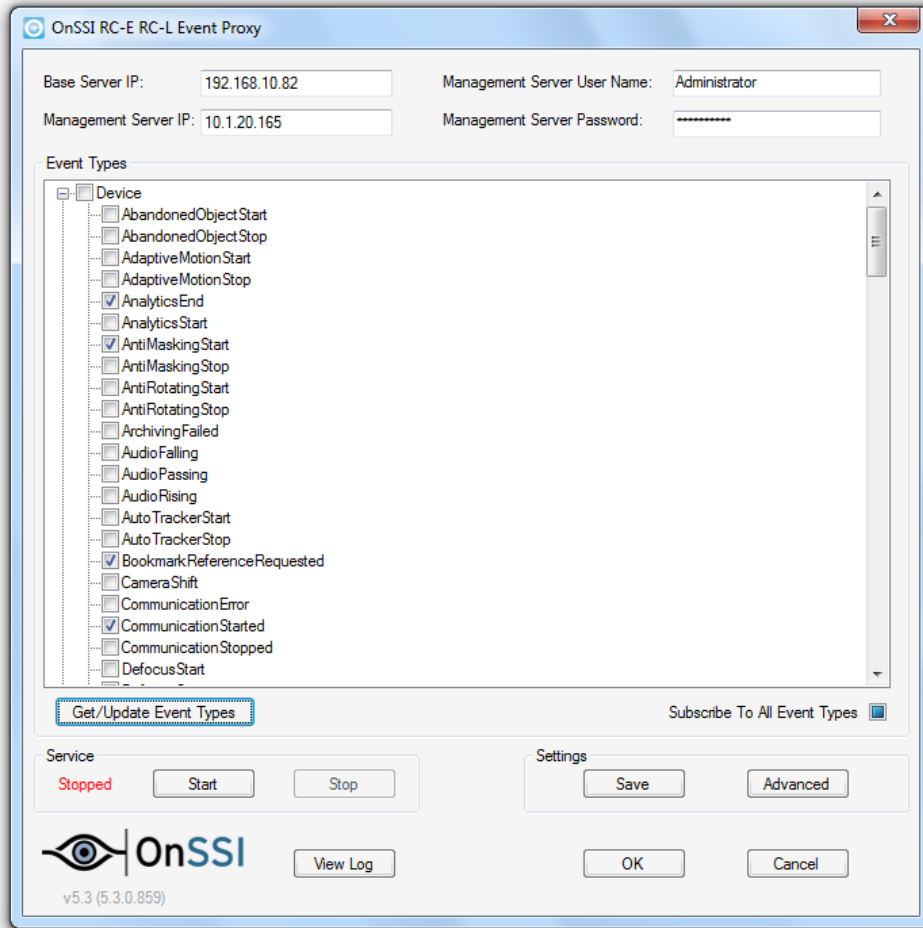 OnSSI RC-E RC-L Event Proxy
Base Server IP: 192.168.10.82 Management Server User Name: Administrator
Management Server IP: 10.1.20.165 Management Server Password: **********
Event Types
Device
AbandonedObjectStart
AbandonedObjectStop
AdaptiveMotionStart
AdaptiveMotionStop
AnalyticsEnd
AnalyticsStart
AntiMaskingStart
AntiMaskingStop
AntiRotatingStart
AntiRotatingStop
ArchivingFailed
AudioFalling
AudioPassing
AudioRising
AutoTrackerStart
AutoTrackerStop
BookmarkReferenceRequested
CameraShift
CommunicationError
CommunicationStarted
CommunicationStopped
DefocusStart
Get/Update Event Types Subscribe To All Event Types
Service Settings
Stopped Start Stop Save Advanced
OnSSI View Log OK Cancel
v5.3 (5.3.0.859)